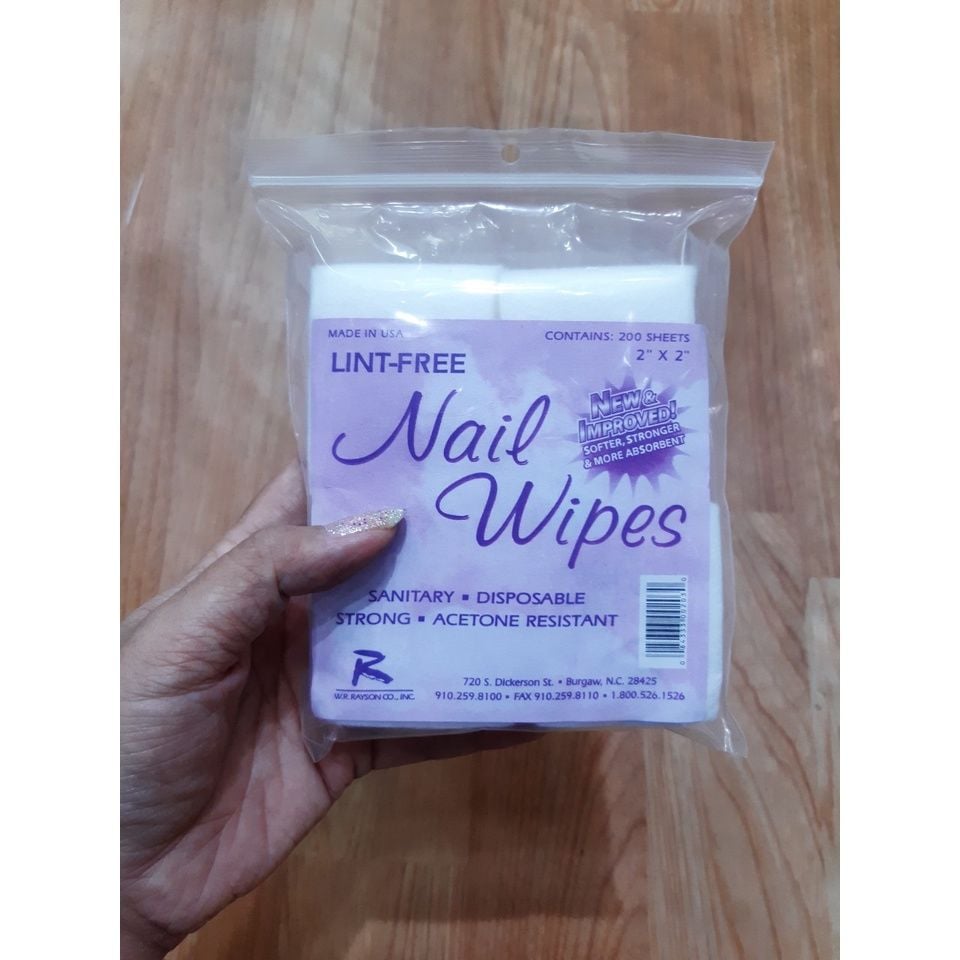 MADE IN USA
CONTAINS: 200 SHEETS
2" X 2"
LINT-FREE
Nail
Wipes
NEW &
IMPROVED!
SOFTER, STRONGER
& MORE ABSORBENT
SANITARY ▪ DISPOSABLE
STRONG ▪ ACETONE RESISTANT
R
W.R. RAYSON CO., INC.
720 S. Dickerson St. • Burgaw, N.C. 28425
910.259.8100 • FAX 910.259.8110 • 1.800.526.1526